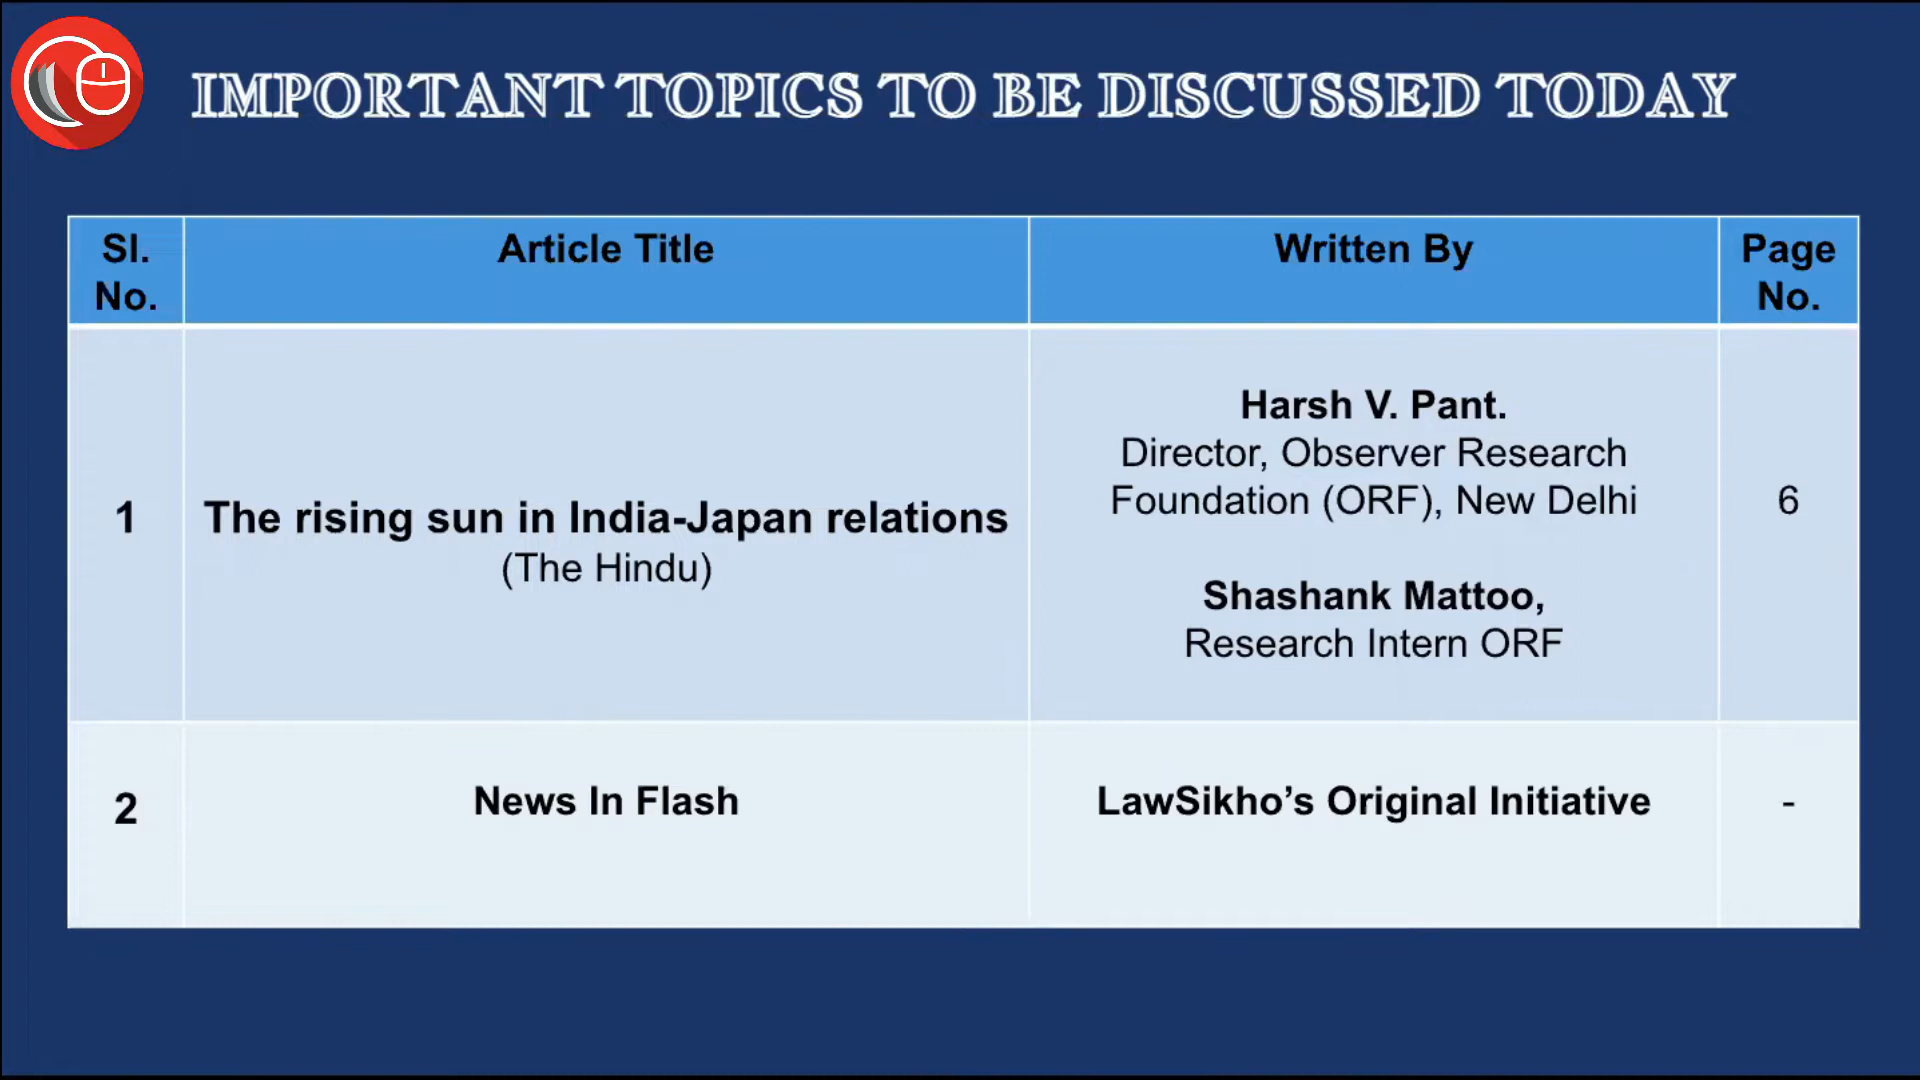 IMPORTANT TOPICS TO BE DISCUSSED TODAY
Sl. No.
Article Title
Written By
Page No.
1
The rising sun in India-Japan relations
(The Hindu)
Harsh V. Pant.
Director, Observer Research
Foundation (ORF), New Delhi
Shashank Mattoo,
Research Intern ORF
6
2
News In Flash
LawSikho’s Original Initiative
-